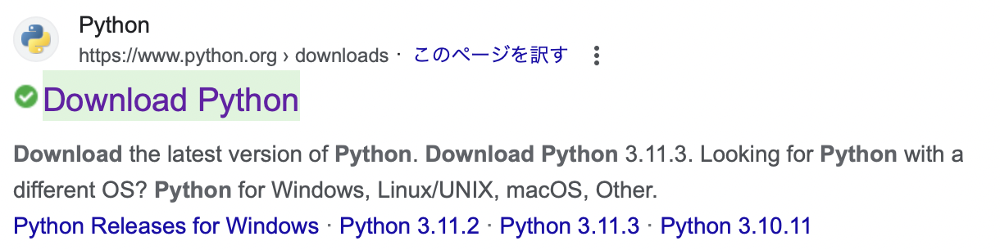 Python
https://www.python.org › downloads · このページを訳す
Download Python
Download the latest version of Python. Download Python 3.11.3. Looking for Python with a
different OS? Python for Windows, Linux/UNIX, macOS, Other.
Python Releases for Windows · Python 3.11.2 · Python 3.11.3 · Python 3.10.11